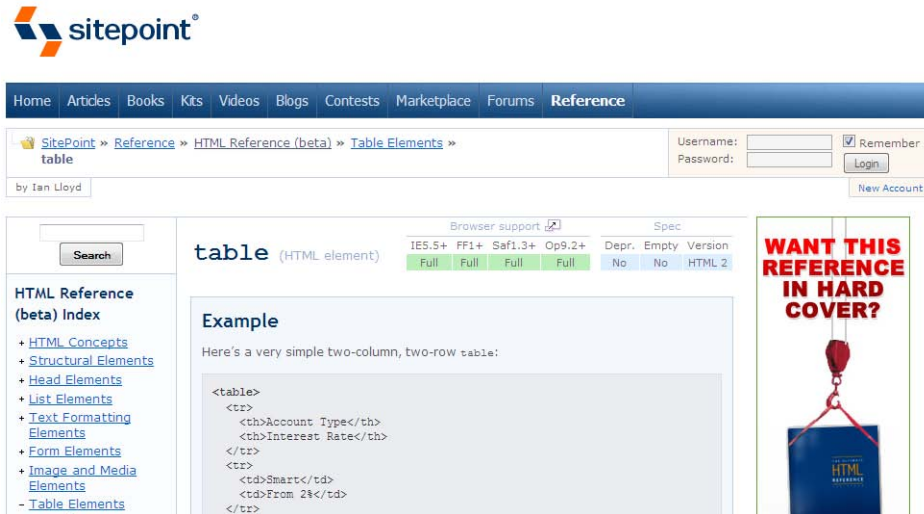 sitepoint®
Home Articles Books Kits Videos Blogs Contests Marketplace Forums Reference
SitePoint » Reference » HTML Reference (beta) » Table Elements »
table
Username:
Password:
Remember
Login
by Ian Lloyd
New Account
Search
HTML Reference
(beta) Index
+ HTML Concepts
+ Structural Elements
+ Head Elements
+ List Elements
+ Text Formatting
Elements
+ Form Elements
+ Image and Media
Elements
- Table Elements
table (HTML element)
Browser support Spec
IE5.5+ FF1+ Saf1.3+ Op9.2+ Depr. Empty Version
Full Full Full Full No No HTML 2
Example
Here's a very simple two-column, two-row table:
<table>
<tr>
<th>Account Type</th>
<th>Interest Rate</th>
</tr>
<tr>
<td>Smart</td>
<td>From 2%</td>
</tr>
WANT THIS
REFERENCE
IN HARD
COVER?
THE ULTIMATE
HTML
REFERENCE